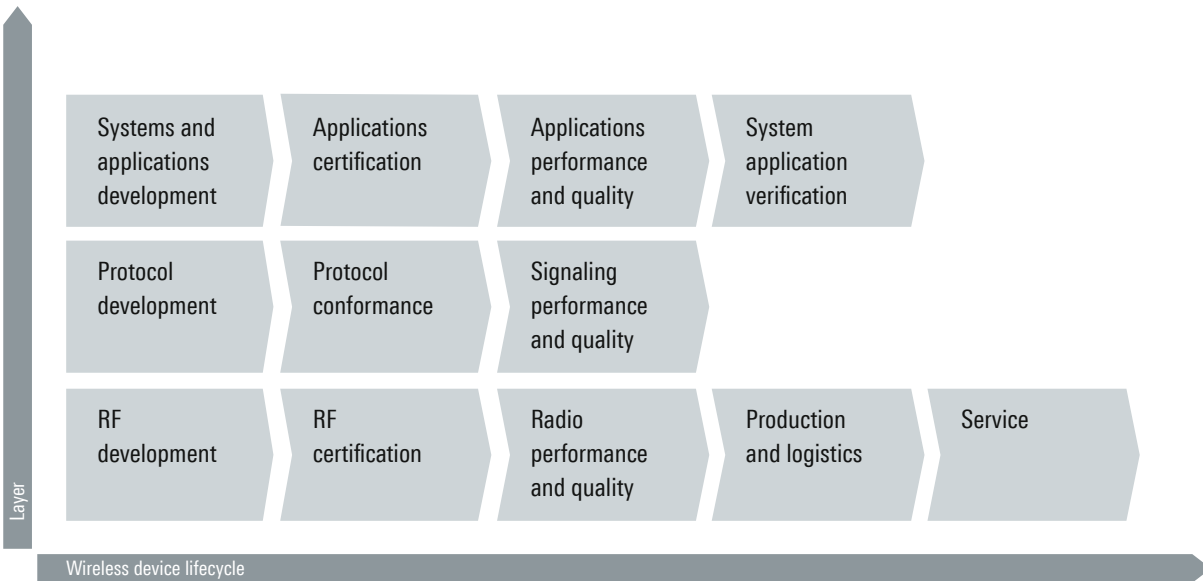 Systems and
applications
development
Applications
certification
Applications
performance
and quality
System
application
verification
Protocol
development
Protocol
conformance
Signaling
performance
and quality
RF
development
RF
certification
Radio
performance
and quality
Production
and logistics
Service
Layer
Wireless device lifecycle